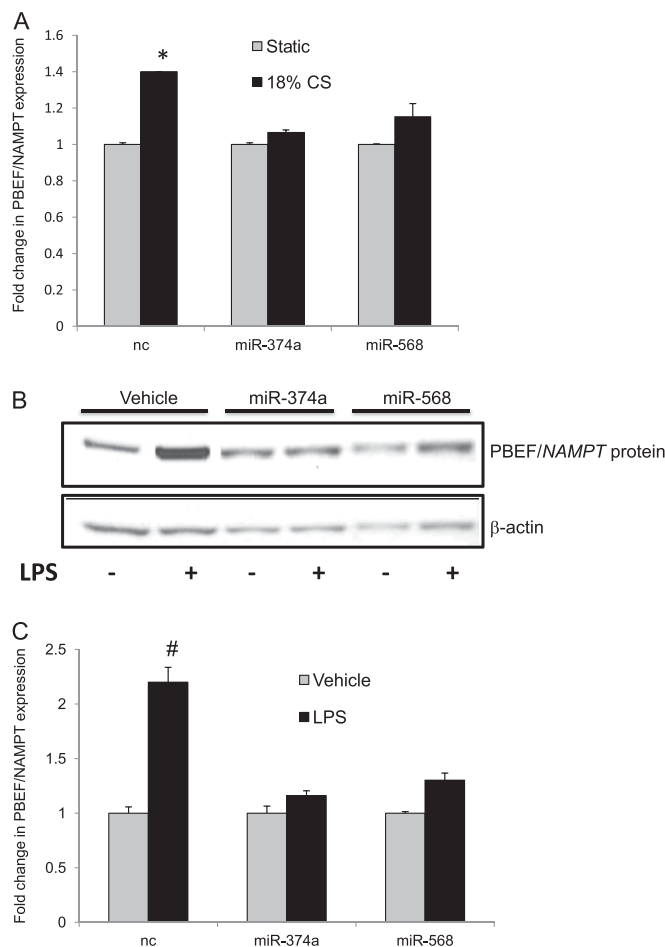 A
Fold change in PBEF/NAMPT expression
1.6
1.4
1.2
1
0.8
0.6
0.4
0.2
0
*
Static
18% CS
nc miR-374a miR-568
B
Vehicle miR-374a miR-568
PBEF/NAMPT protein
β-actin
LPS - + - + - +
C
Fold change in PBEF/NAMPT expression
2.5
2
1.5
1
0.5
0
#
Vehicle
LPS
nc miR-374a miR-568